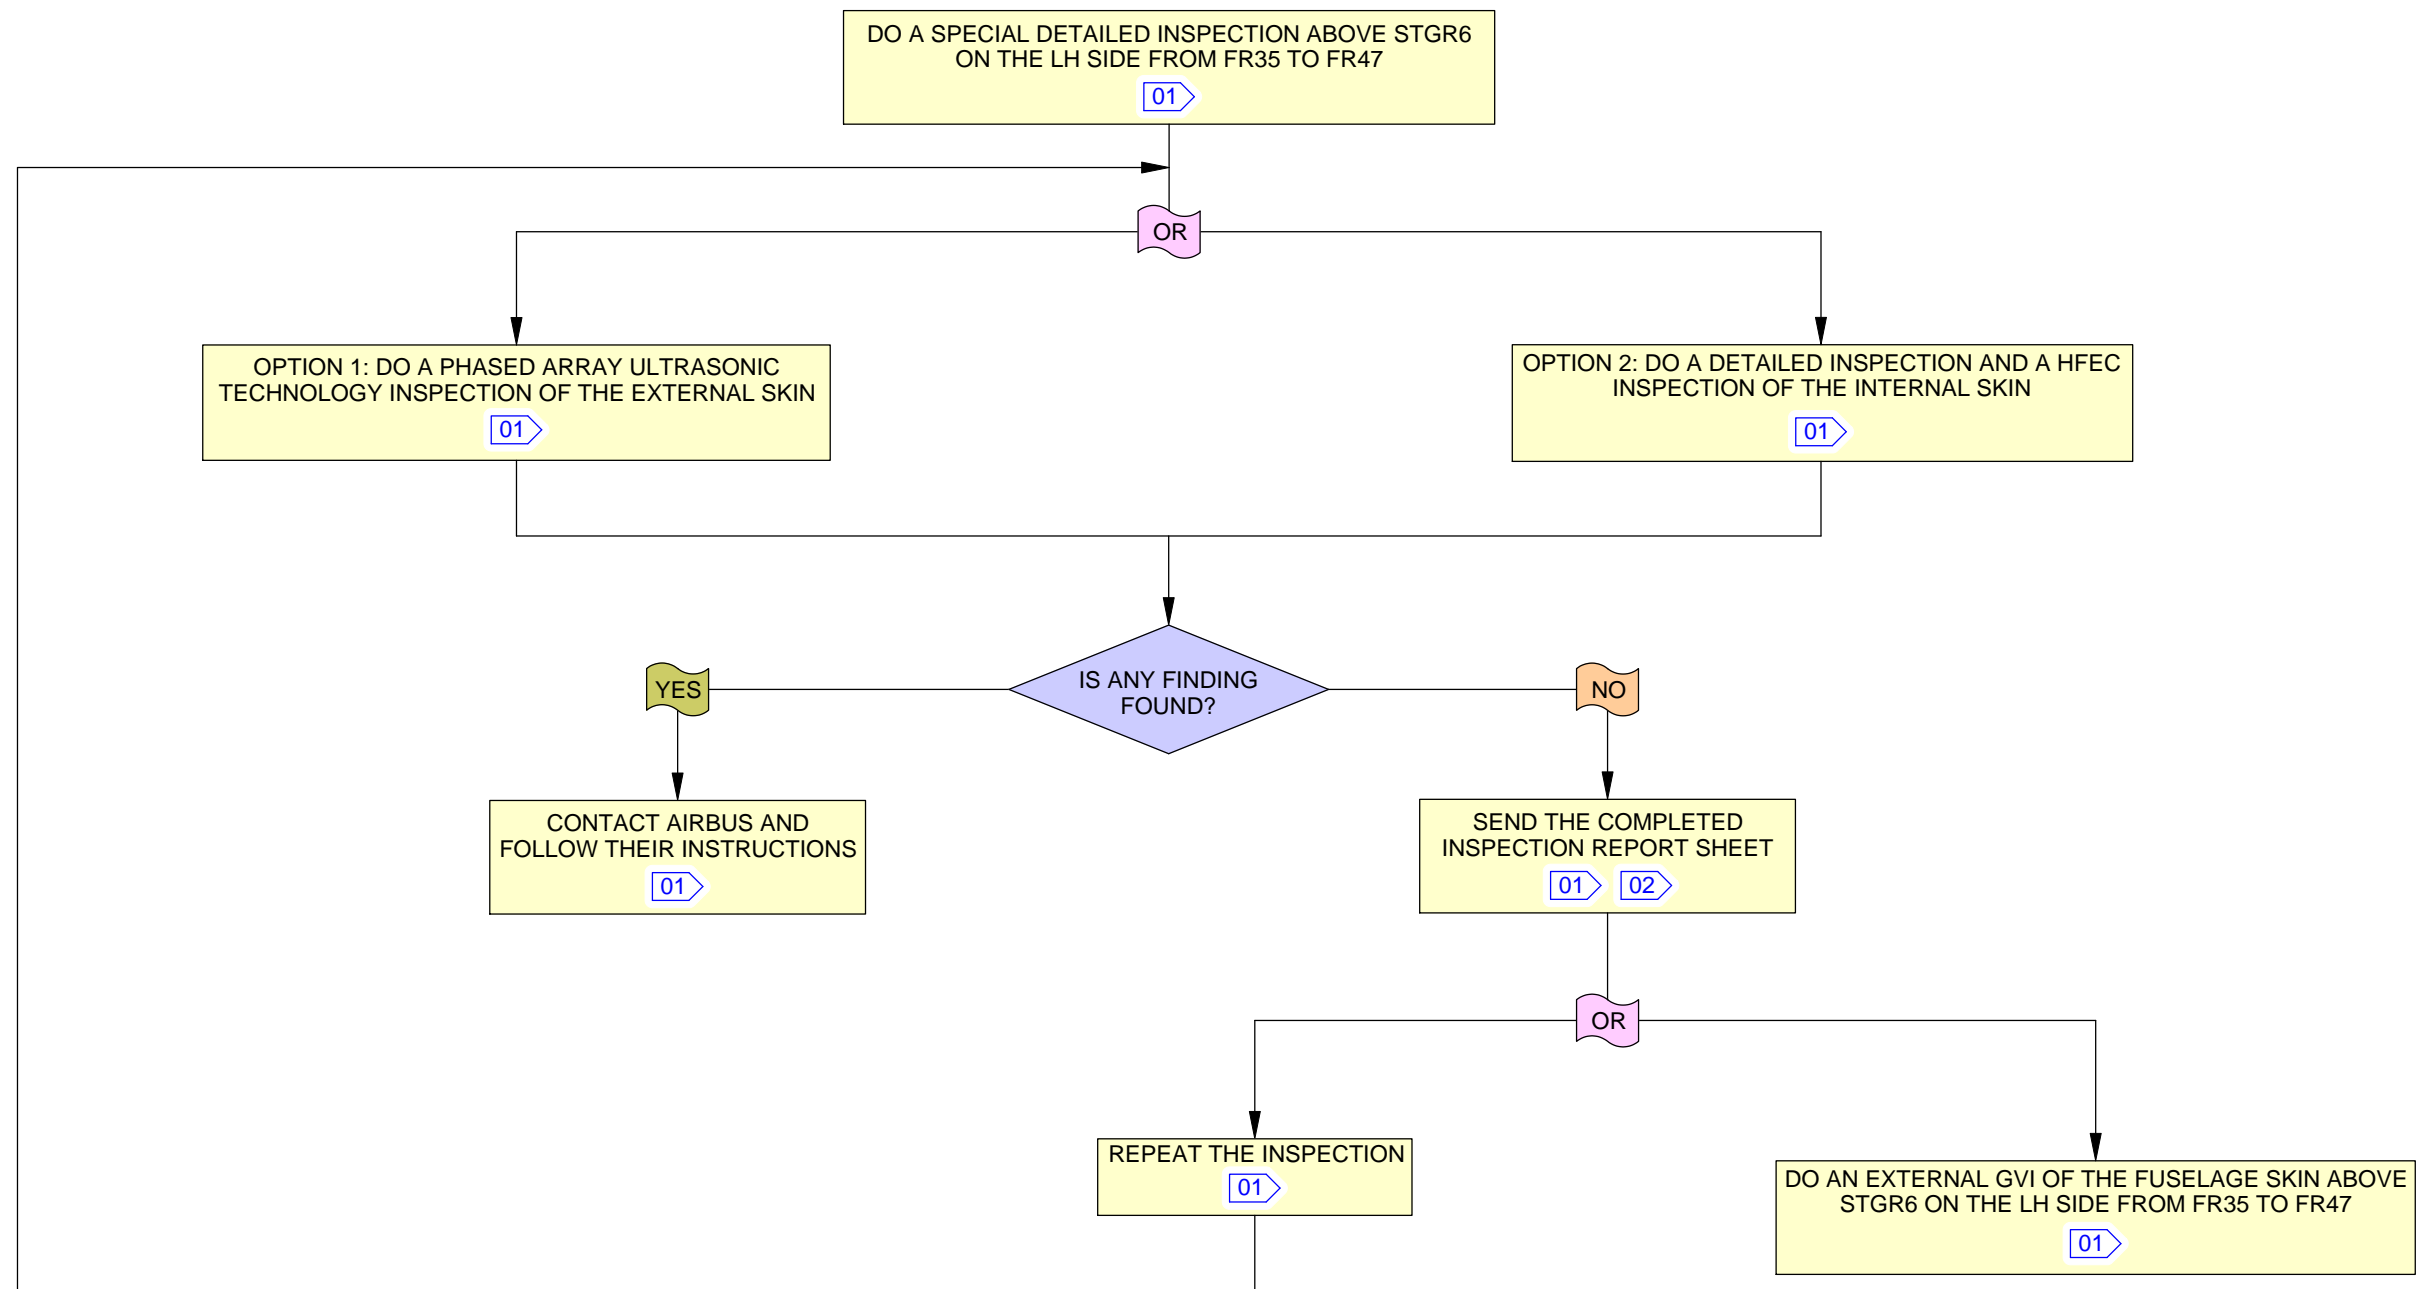 DO A SPECIAL DETAILED INSPECTION ABOVE STGR6
ON THE LH SIDE FROM FR35 TO FR47
01
OR
OPTION 1: DO A PHASED ARRAY ULTRASONIC
TECHNOLOGY INSPECTION OF THE EXTERNAL SKIN
01
OPTION 2: DO A DETAILED INSPECTION AND A HFEC
INSPECTION OF THE INTERNAL SKIN
01
IS ANY FINDING
FOUND?
YES
NO
CONTACT AIRBUS AND
FOLLOW THEIR INSTRUCTIONS
01
SEND THE COMPLETED
INSPECTION REPORT SHEET
01 02
OR
REPEAT THE INSPECTION
01
DO AN EXTERNAL GVI OF THE FUSELAGE SKIN ABOVE
STGR6 ON THE LH SIDE FROM FR35 TO FR47
01